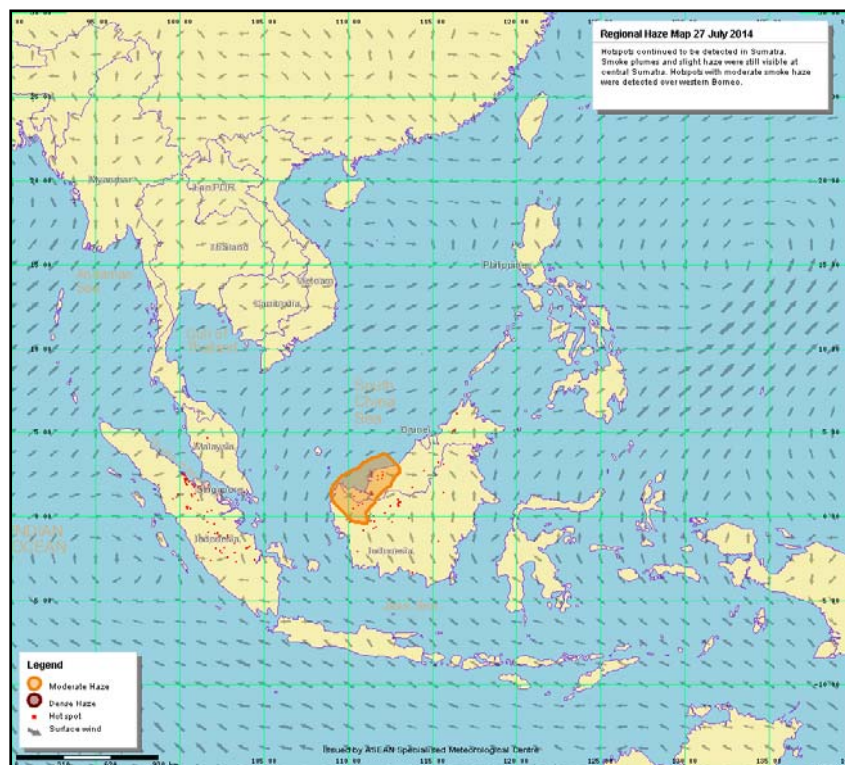 Regional Haze Map 27 July 2014
Hotspots continued to be detected in Sumatra.
Smoke plumes and slight haze were still visible at
central Sumatra. Hotspots with moderate smoke haze
were detected over western Borneo.
Myanmar
Lao PDR
Thailand
Andaman
Sea
Vietnam
Cambodia
Gulf of
Thailand
Philippines
South
China
Sea
Brunei
Malaysia
Singapore
INDIAN
OCEAN
Indonesia
Indonesia
Java Sea
Legend
Moderate Haze
Dense Haze
Hotspot
Surface wind
Issued by ASEAN Specialised Meteorological Centre